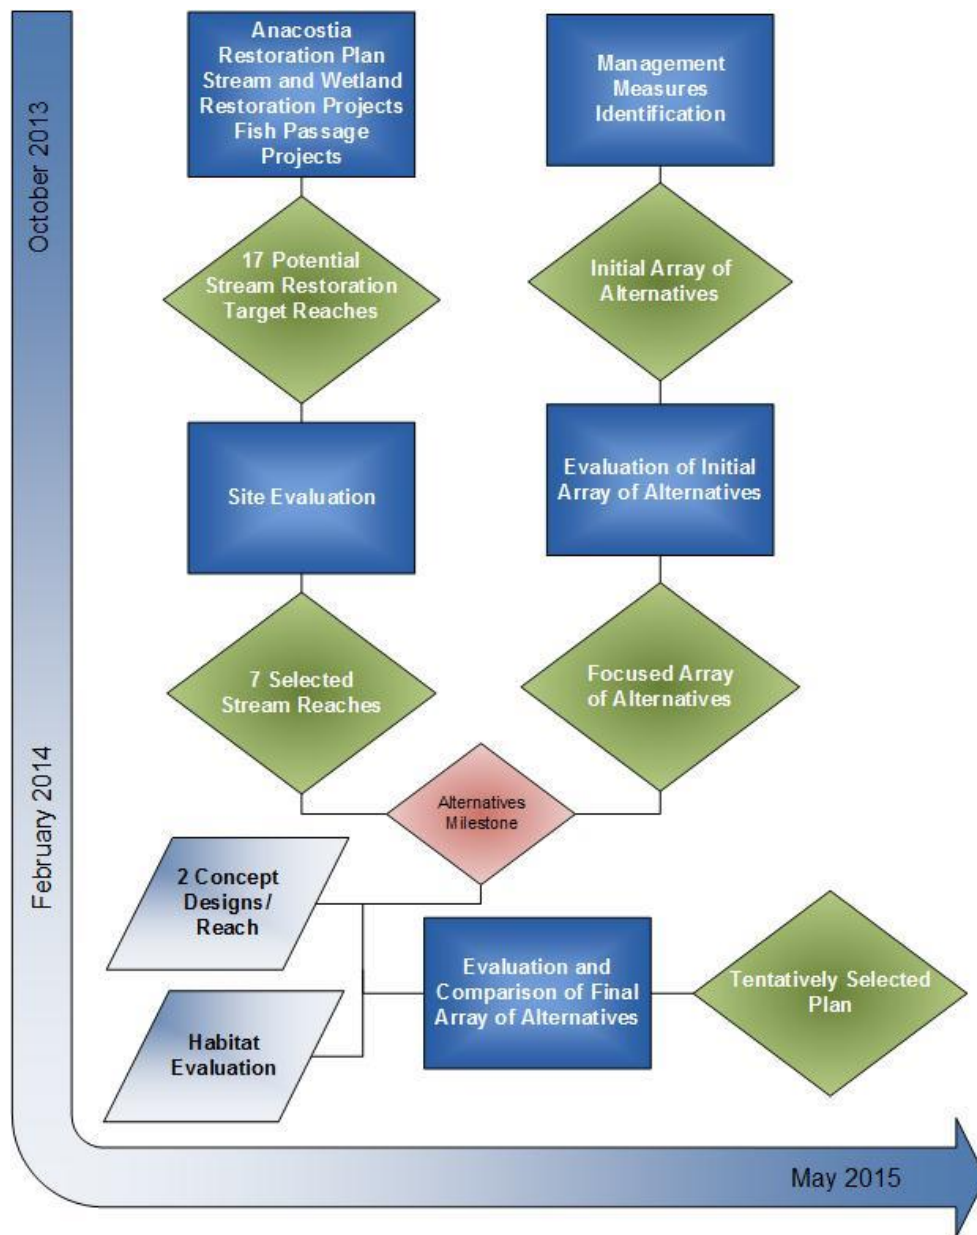 October 2013
Anacostia
Restoration Plan
Stream and Wetland
Restoration Projects
Fish Passage
Projects
Management
Measures
Identification
17 Potential
Stream Restoration
Target Reaches
Initial Array of
Alternatives
Site Evaluation
Evaluation of Initial
Array of Alternatives
7 Selected
Stream Reaches
Focused Array
of Alternatives
February 2014
Alternatives
Milestone
2 Concept
Designs/
Reach
Habitat
Evaluation
Evaluation and
Comparison of Final
Array of Alternatives
Tentatively Selected
Plan
May 2015